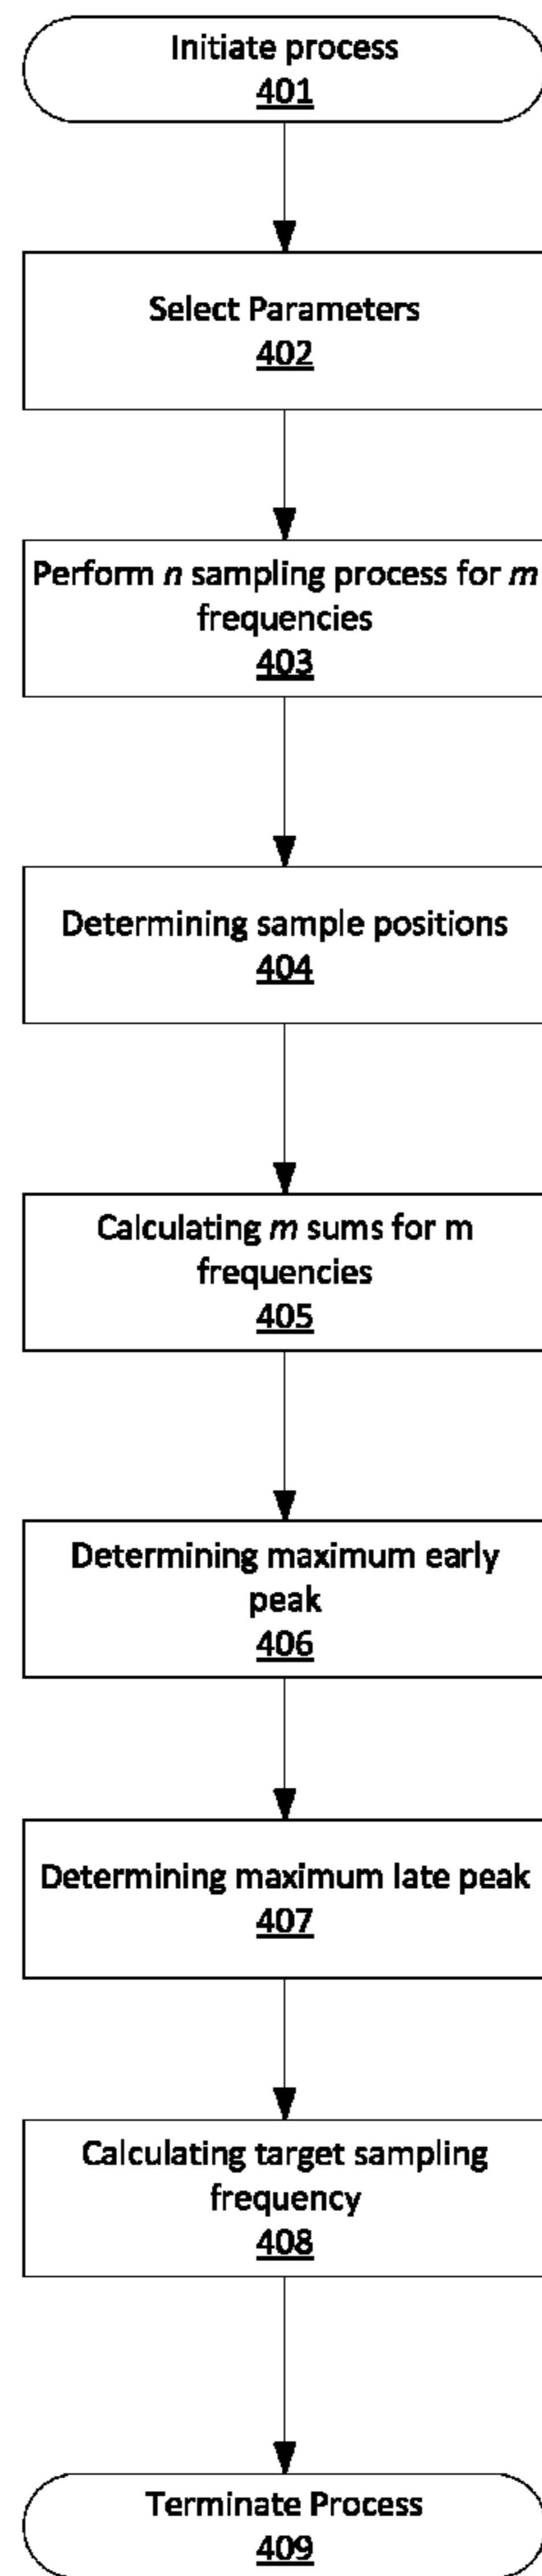 Initiate process
401
Select Parameters
402
Perform n sampling process for m
frequencies
403
Determining sample positions
404
Calculating m sums for m
frequencies
405
Determining maximum early
peak
406
Determining maximum late peak
407
Calculating target sampling
frequency
408
Terminate Process
409